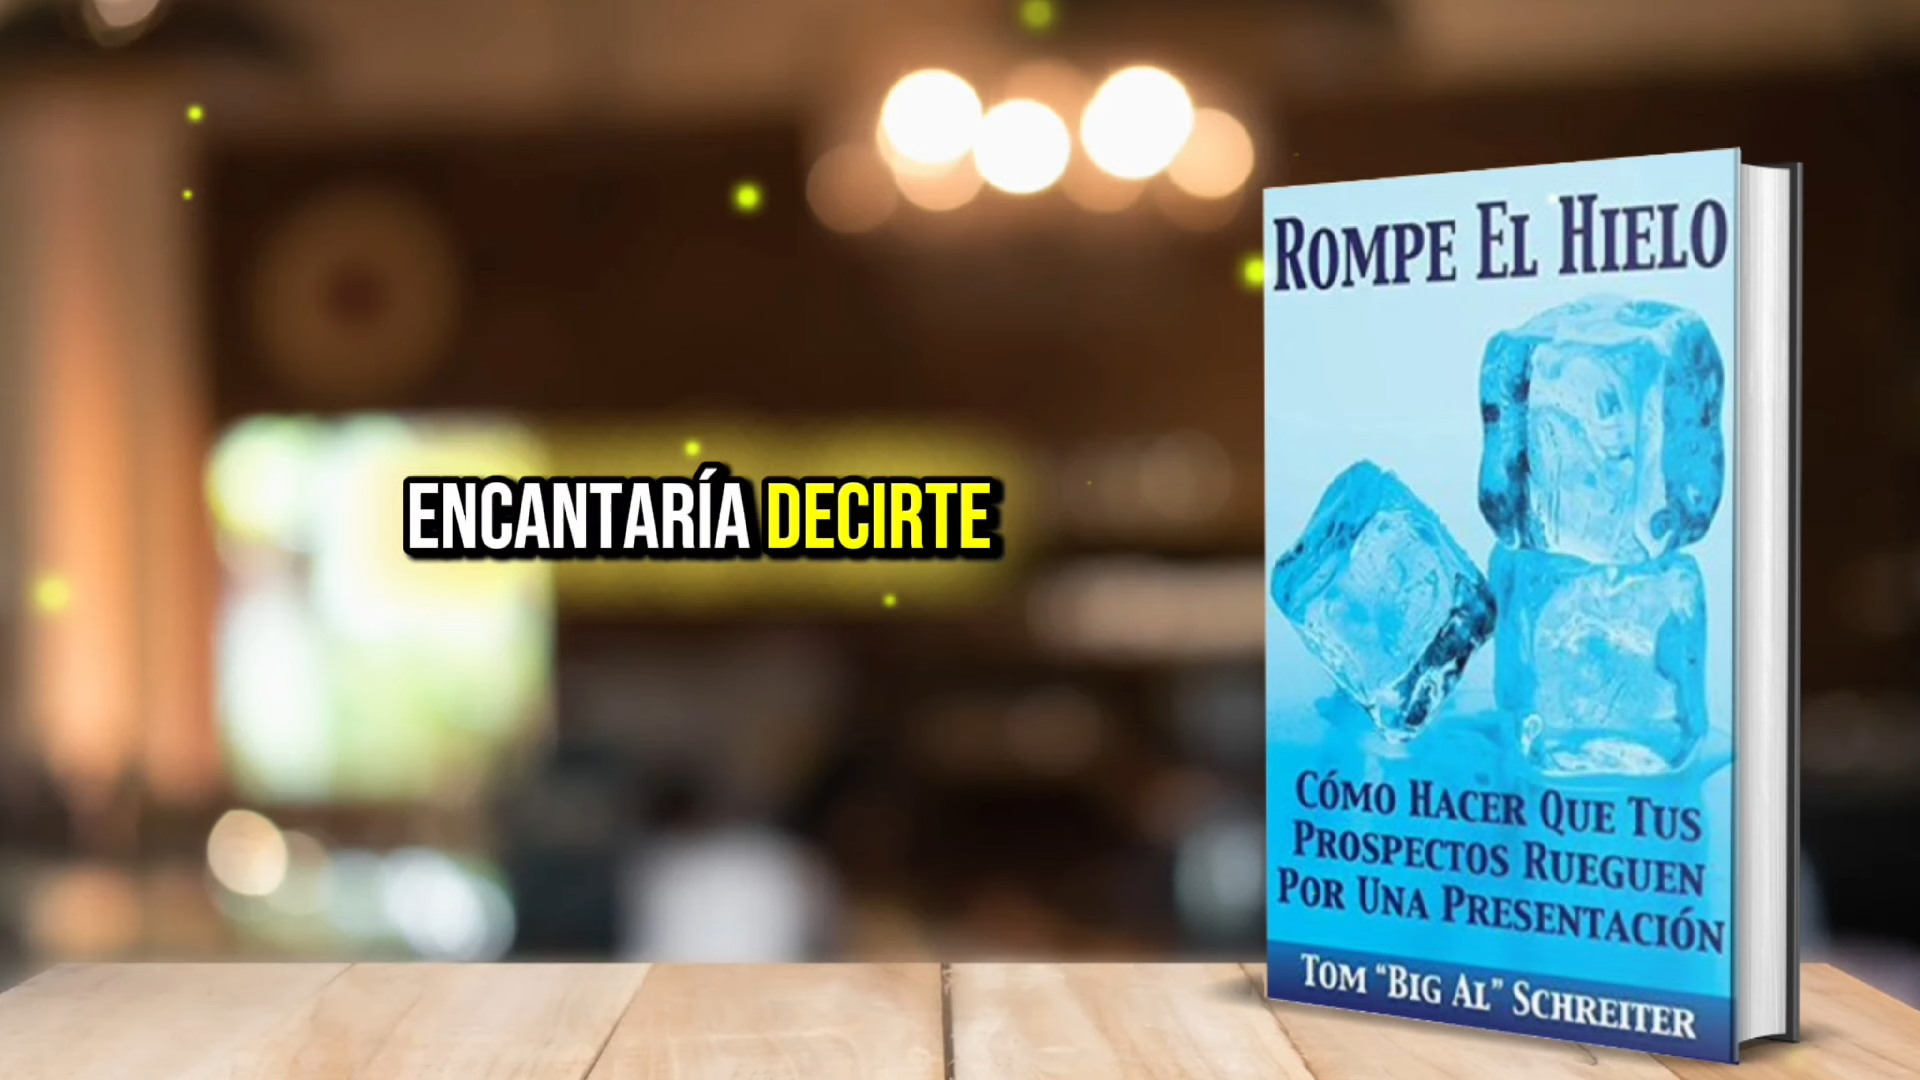 ENCANTARÍA DECIRTE
ROMPE EL HIELO
CÓMO HACER QUE TUS
PROSPECTOS RUEGUEN
POR UNA PRESENTACIÓN
TOM “BIG AL” SCHREITER